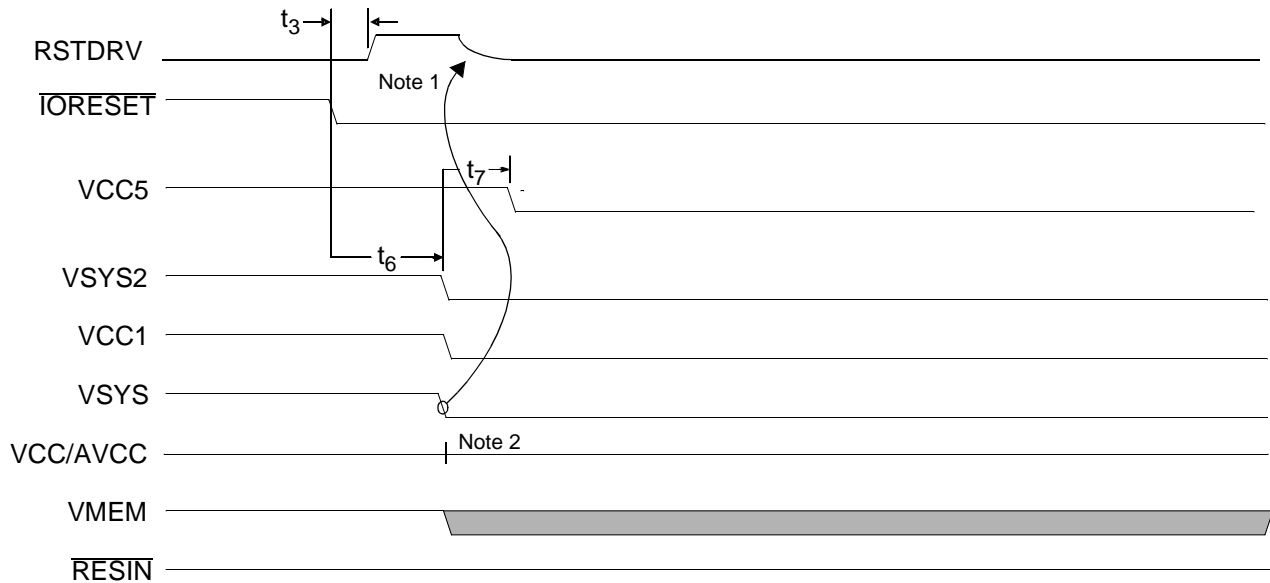 t3
RSTDRV
Note 1
IORESET
t7
VCC5
t6
VSYS2
VCC1
VSYS
Note 2
VCC/AVCC
VMEM
RESIN